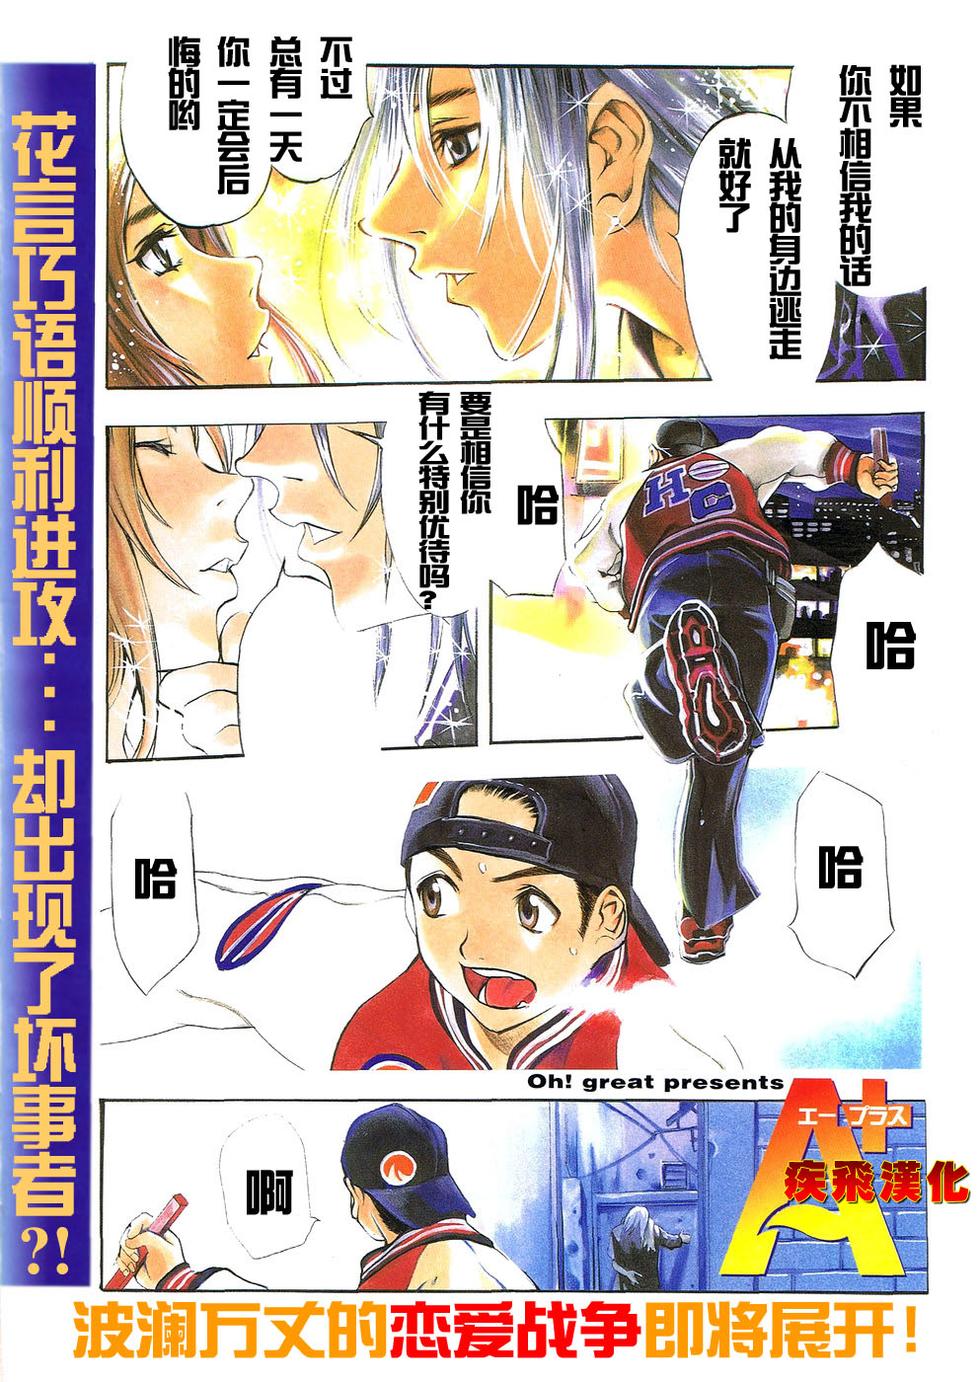 如果
你不相信我的话
从我的身边逃走
就好了
不过
总有一天
你一定会后
悔的哟
要是相信你
有什么特别优待吗?
哈
哈
哈
哈
啊
HC
Oh! great presents
A+
エー プラス
疾飛漢化
花言巧语顺利进攻……却出现了坏事者?!
波澜万丈的恋爱战争即将展开!